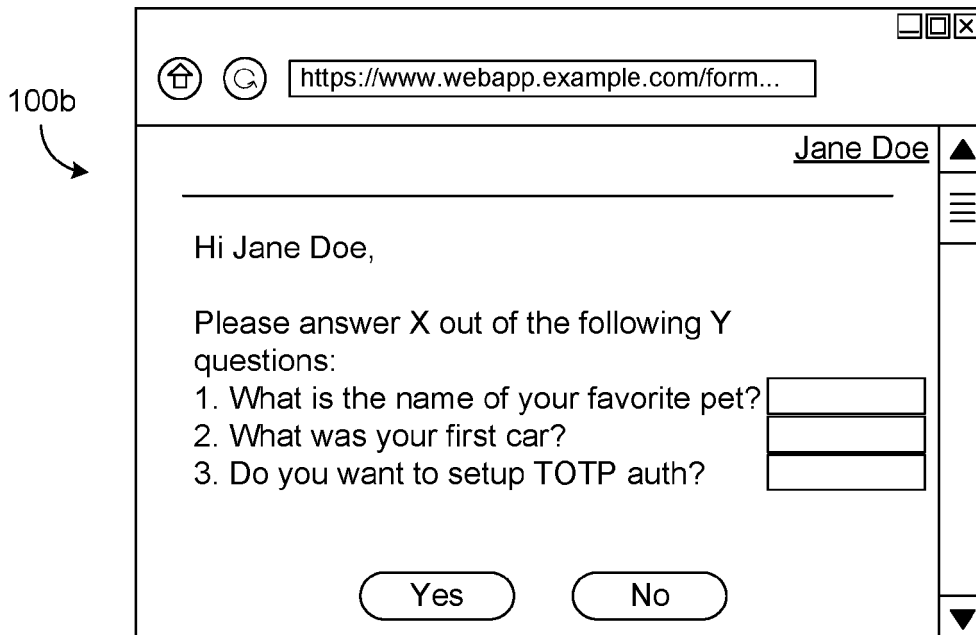 https://www.webapp.example.com/form...
100b
Jane Doe
Hi Jane Doe,
Please answer X out of the following Y
questions:
1. What is the name of your favorite pet?
2. What was your first car?
3. Do you want to setup TOTP auth?
Yes
No